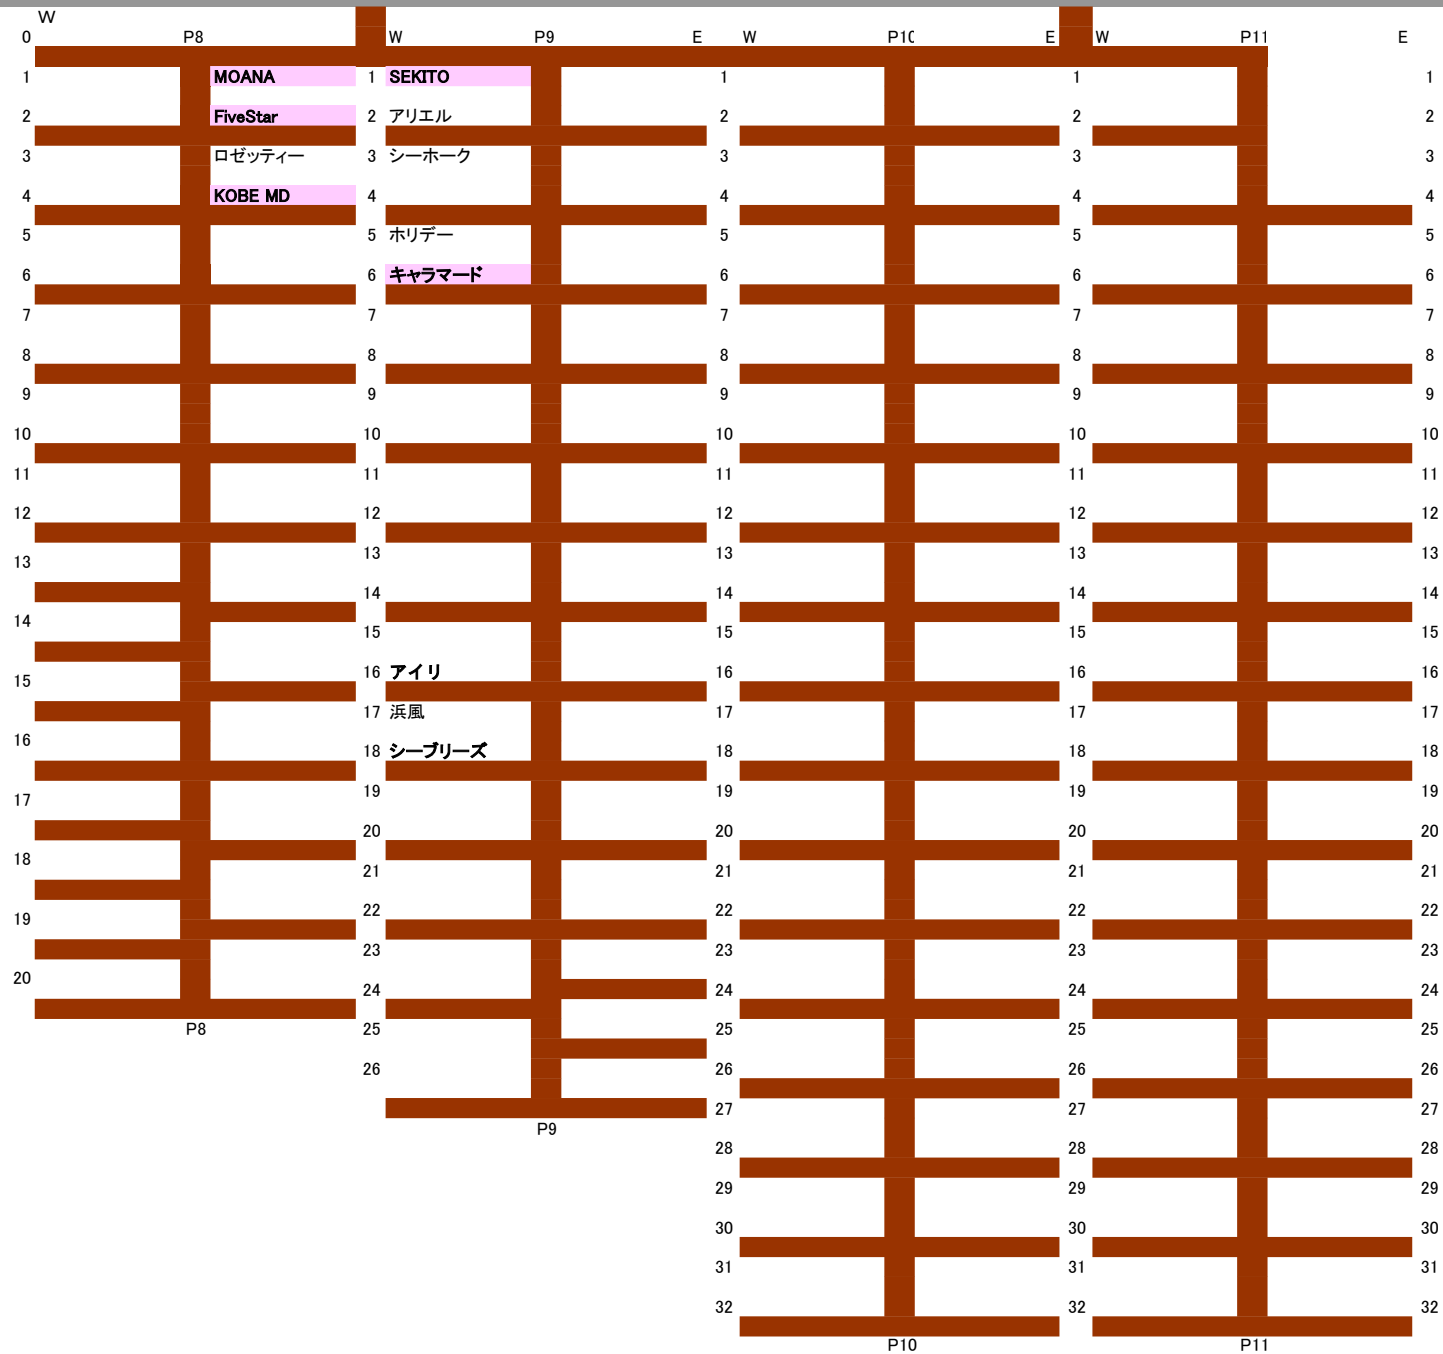 W
0 P8 W P9 E W P10 E W P11 E
1 MOANA 1 SEKITO 1 1 1
2 FiveStar 2 アリエル 2 2 2
3 ロゼッティー 3 シーホーク 3 3 3
4 KOBE MD 4 4 4 4
5 5 ホリデー 5 5 5
6 6 キャラマード 6 6 6
7 7 7 7 7
8 8 8 8 8
9 9 9 9 9
10 10 10 10 10
11 11 11 11 11
12 12 12 12 12
13 13 13 13 13
14 14 14 14
14 15 15 15 15
15 16 アイリ 16 16 16
17 浜風 17 17 17
16 18 シーブリーズ 18 18 18
17 19 19 19 19
20 20 20 20
18 21 21 21 21
19 22 22 22 22
23 23 23 23
20 24 24 24 24
P8 25 25 25 25
26 26 26 26
27 27 27
P9
28 28 28
29 29 29
30 30 30
31 31 31
32 32 32
P10 P11